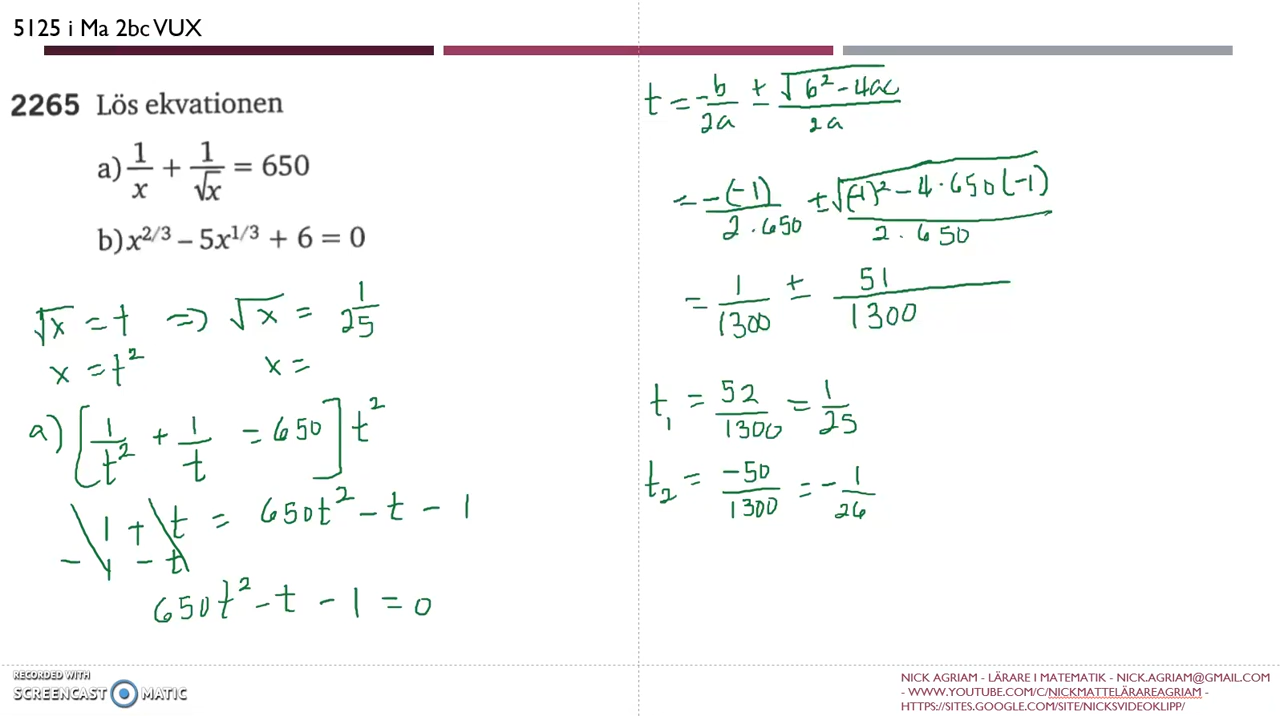 5125 i Ma 2bc VUX
2265 Lös ekvationen
a) 1/x + 1/√x = 650
b) x^{2/3} – 5x^{1/3} + 6 = 0
√x = t ⇒ √x = 1/25
x = t² x =
a) [1/t² + 1/t = 650] t²
1 + t = 650t² - t - 1
- 1 - t
650t² - t - 1 = 0
t = -b/2a ± √(b² - 4ac)/2a
= -(-1)/2·650 ± √((-1)² - 4·650(-1))/2·650
= 1/1300 ± 51/1300
t₁ = 52/1300 = 1/25
t₂ = -50/1300 = -1/26
RECORDED WITH
SCREENCAST MATIC
NICK AGRIAM - LÄRARE I MATEMATIK - NICK.AGRIAM@GMAIL.COM
- WWW.YOUTUBE.COM/C/NICKMATTELÄRAREAGRIAM -
HTTPS://SITES.GOOGLE.COM/SITE/NICKSVIDEOKLIPP/